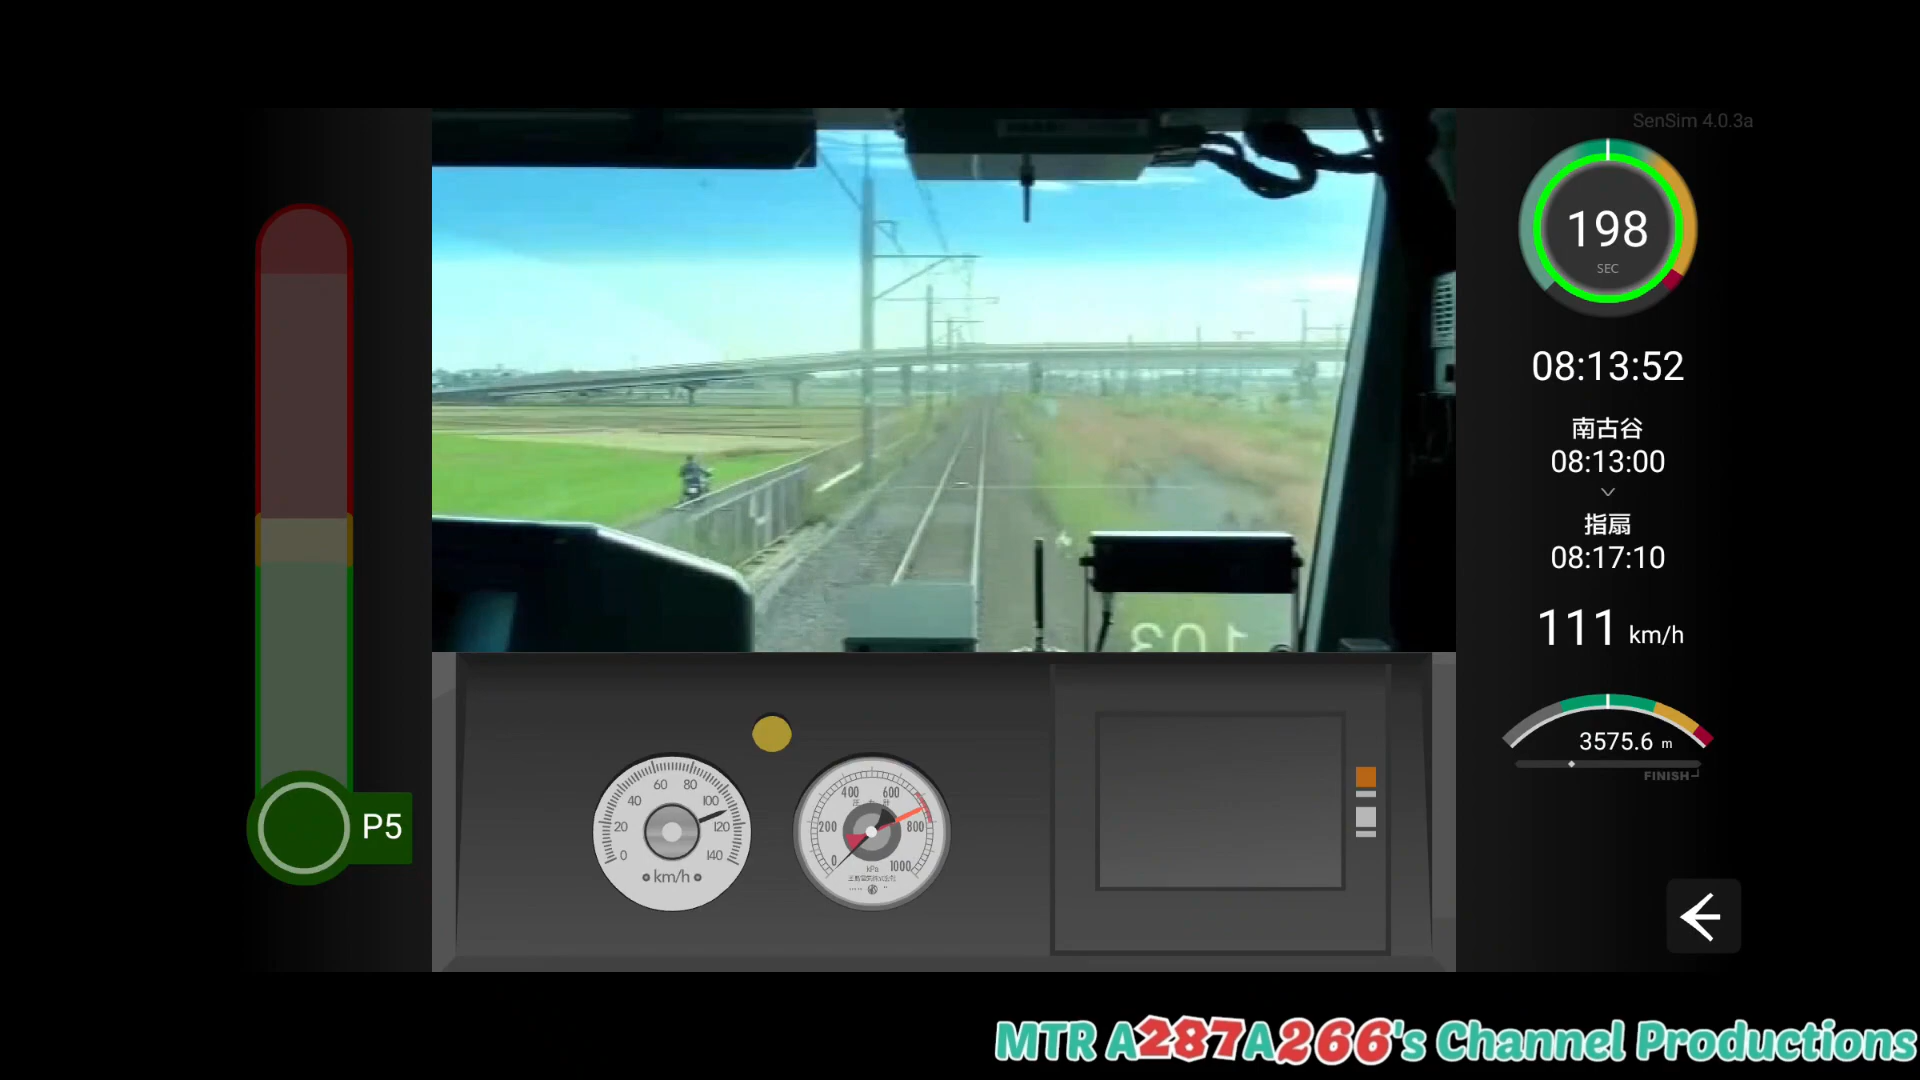 SenSim 4.0.3a
198
SEC
08:13:52
南古谷
08:13:00
指扇
08:17:10
111 km/h
3575.6 m
FINISH
P5
103
0 20 40 60 80 100 120 140
km/h
0 200 400 600 800 1000
kPa
MTR A287A266's Channel Productions